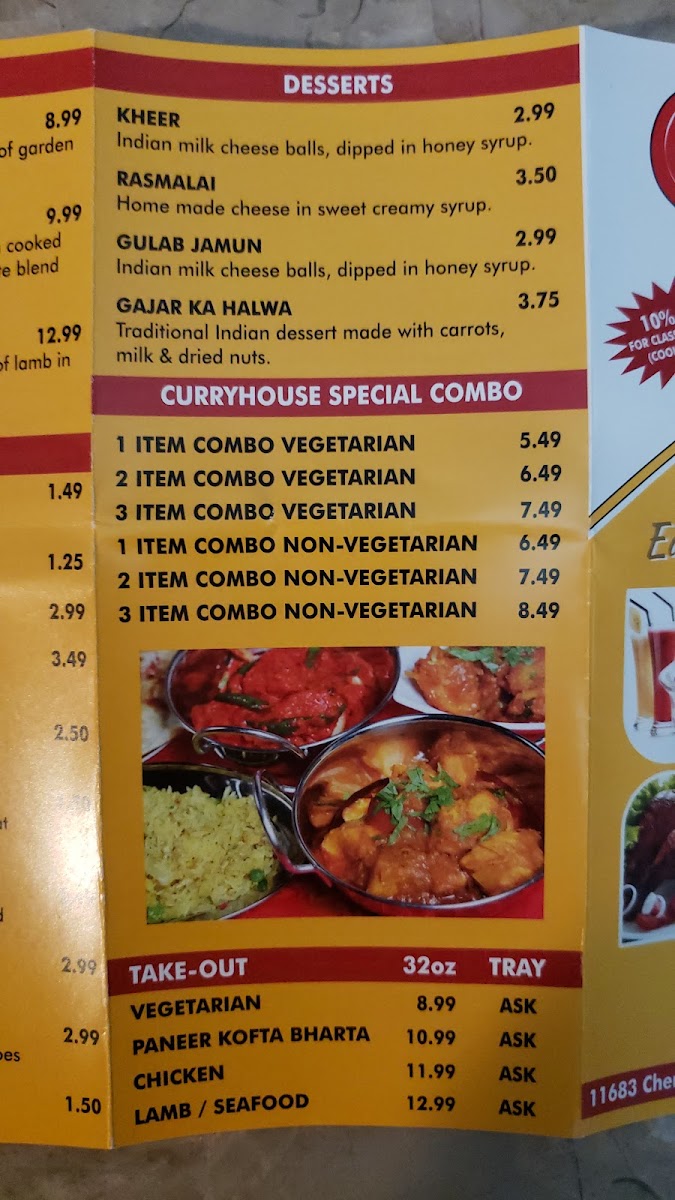 8.99
of garden
9.99
cooked
e blend
12.99
of lamb in
1.49
1.25
2.99
3.49
2.50
2.99
2.99
oes
1.50
DESSERTS
KHEER 2.99
Indian milk cheese balls, dipped in honey syrup.
RASMALAI 3.50
Home made cheese in sweet creamy syrup.
GULAB JAMUN 2.99
Indian milk cheese balls, dipped in honey syrup.
GAJAR KA HALWA 3.75
Traditional Indian dessert made with carrots,
milk & dried nuts.
CURRYHOUSE SPECIAL COMBO
1 ITEM COMBO VEGETARIAN 5.49
2 ITEM COMBO VEGETARIAN 6.49
3 ITEM COMBO VEGETARIAN 7.49
1 ITEM COMBO NON-VEGETARIAN 6.49
2 ITEM COMBO NON-VEGETARIAN 7.49
3 ITEM COMBO NON-VEGETARIAN 8.49
TAKE-OUT 32oz TRAY
VEGETARIAN 8.99 ASK
PANEER KOFTA BHARTA 10.99 ASK
CHICKEN 11.99 ASK
LAMB / SEAFOOD 12.99 ASK
10%
FOR CLAS
(COO
11683 Che